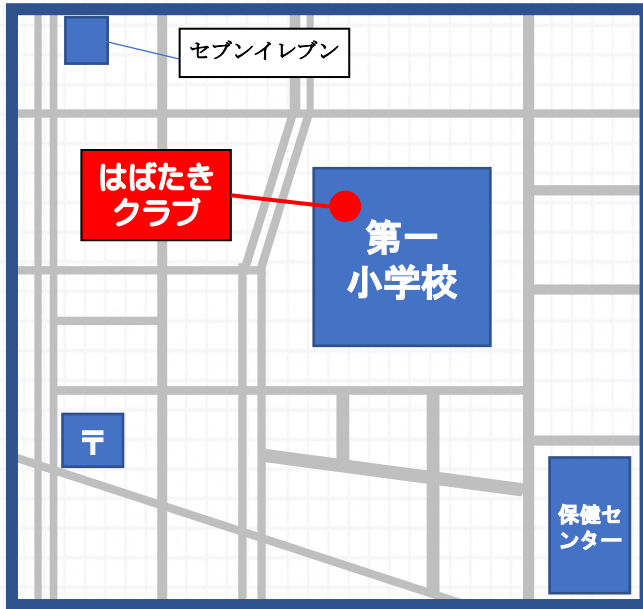 セブンイレブン
はばたき
クラブ
第一
小学校
〒
保健セ
ンター